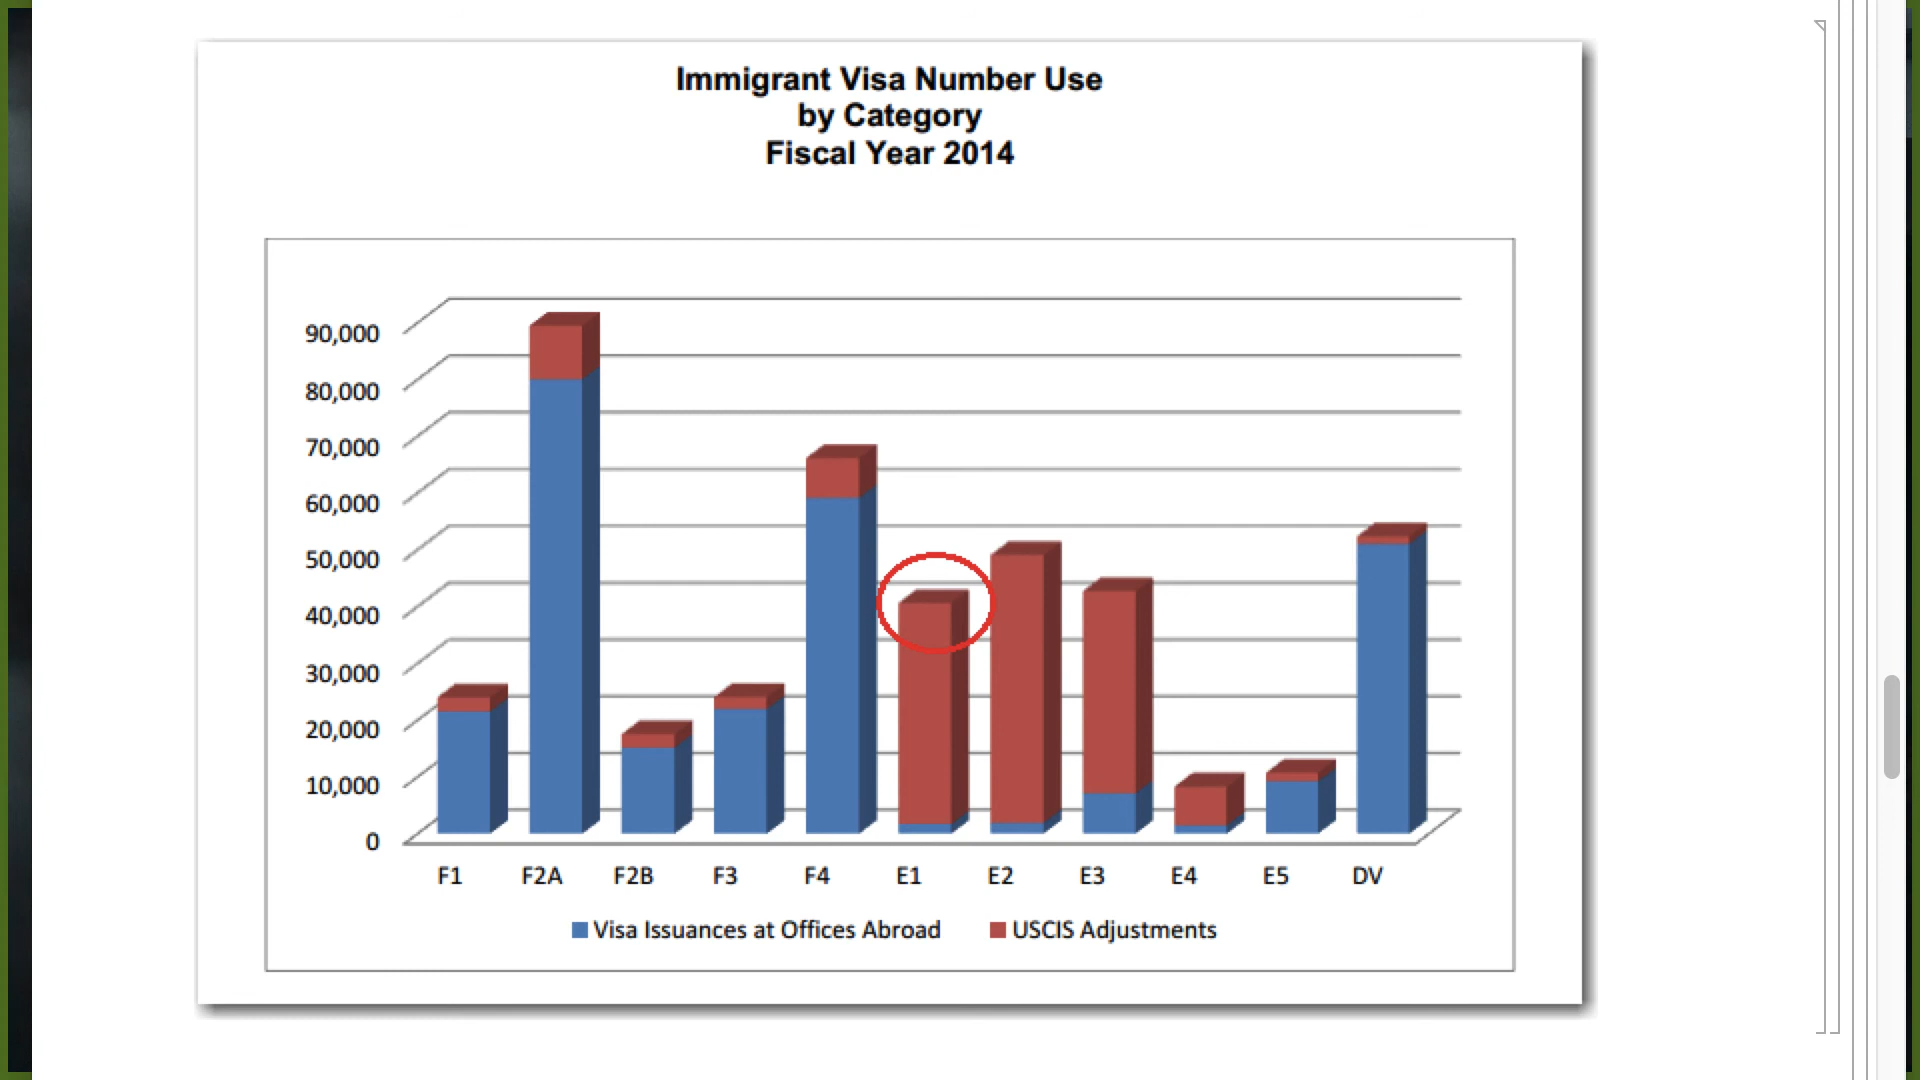 Immigrant Visa Number Use
by Category
Fiscal Year 2014
90,000
80,000
70,000
60,000
50,000
40,000
30,000
20,000
10,000
0
F1 F2A F2B F3 F4 E1 E2 E3 E4 E5 DV
Visa Issuances at Offices Abroad USCIS Adjustments